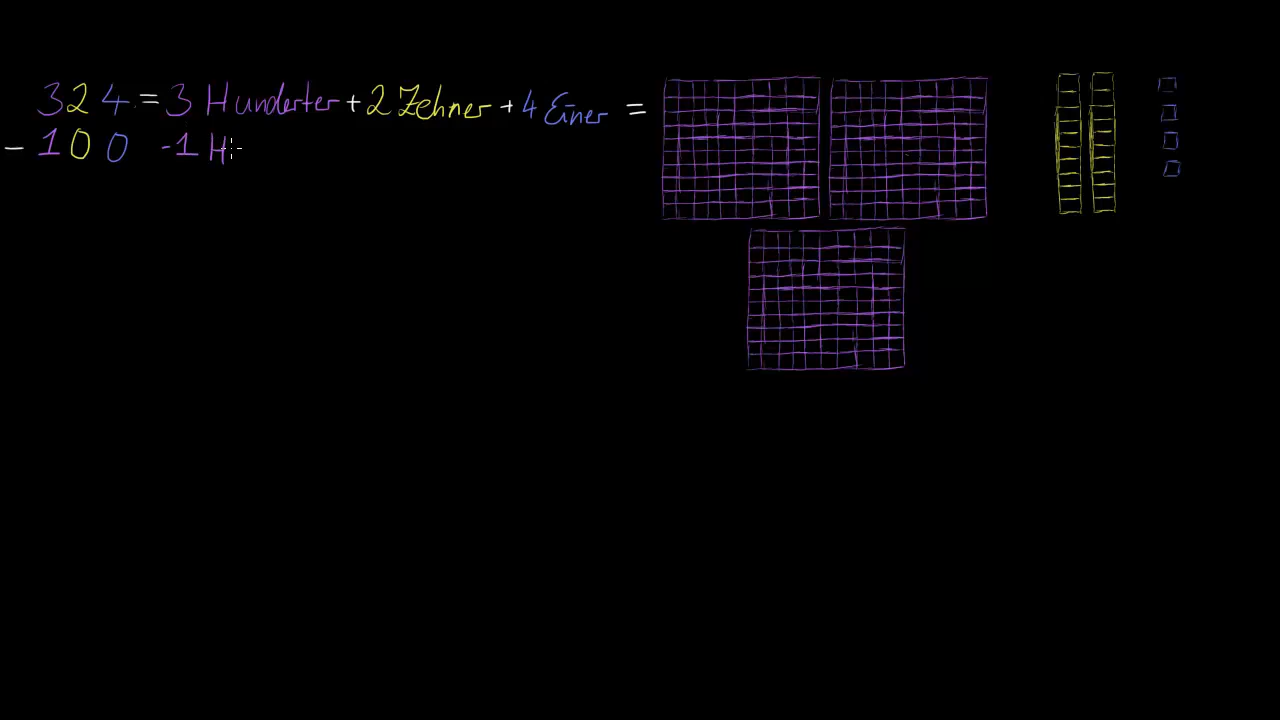 324 = 3 Hunderter + 2 Zehner + 4 Einer =
- 100 -1 H